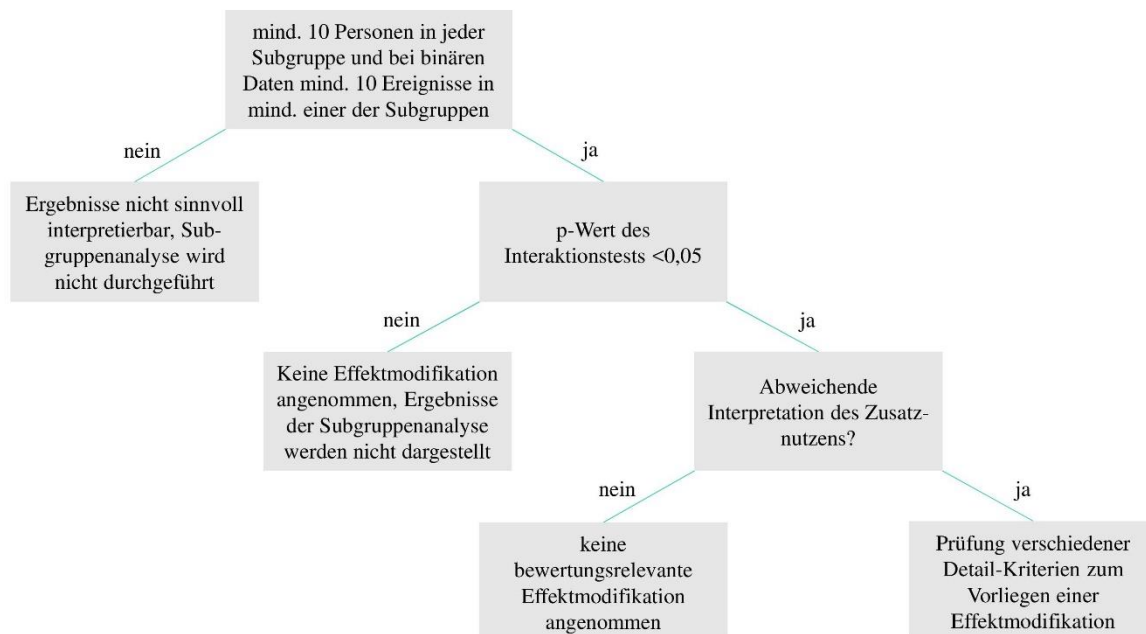 mind. 10 Personen in jeder
Subgruppe und bei binären
Daten mind. 10 Ereignisse in
mind. einer der Subgruppen
nein
ja
Ergebnisse nicht sinnvoll
interpretierbar, Sub-
gruppenanalyse wird
nicht durchgeführt
p-Wert des
Interaktionstests <0,05
nein
ja
Keine Effektmodifikation
angenommen, Ergebnisse
der Subgruppenanalyse
werden nicht dargestellt
Abweichende
Interpretation des Zusatz-
nutzens?
nein
ja
keine
bewertungsrelevante
Effektmodifikation
angenommen
Prüfung verschiedener
Detail-Kriterien zum
Vorliegen einer
Effektmodifikation